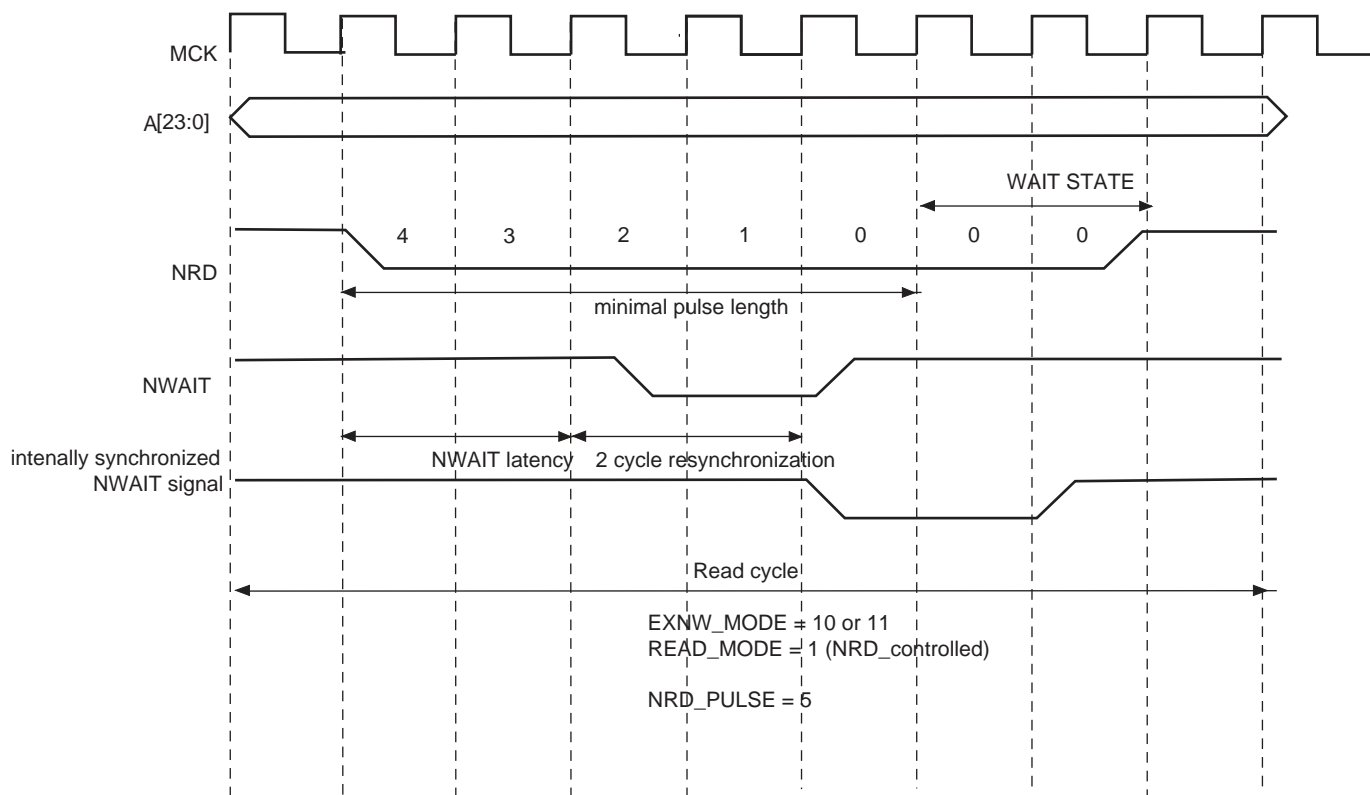 MCK
A[23:0]
WAIT STATE
4 3 2 1 0 0 0
NRD
minimal pulse length
NWAIT
intenally synchronized
NWAIT signal
NWAIT latency 2 cycle resynchronization
Read cycle
EXNW_MODE = 10 or 11
READ_MODE = 1 (NRD_controlled)
NRD_PULSE = 5